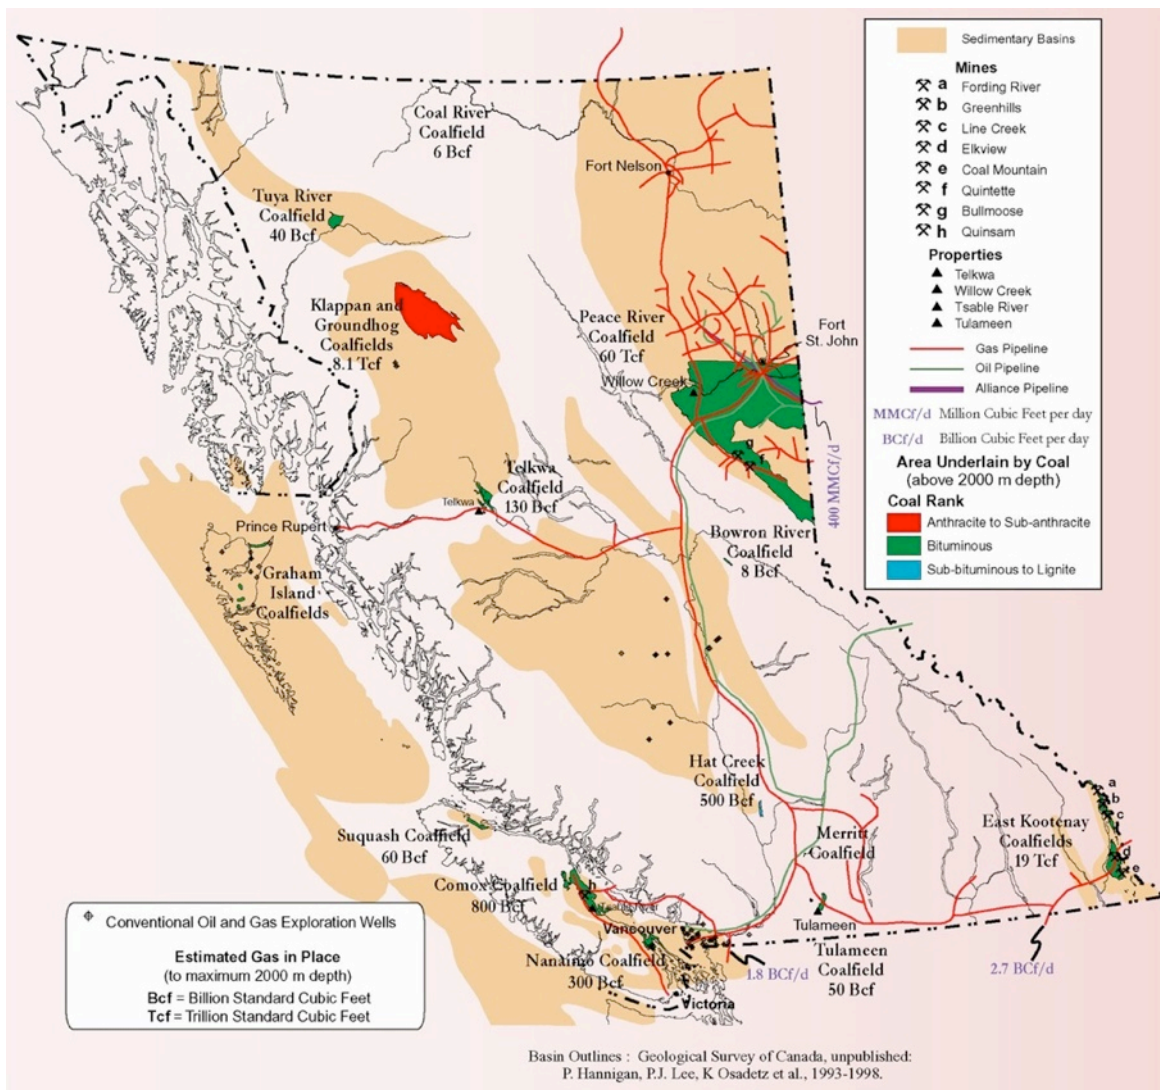 Sedimentary Basins
Mines
a Fording River
b Greenhills
c Line Creek
d Elkview
e Coal Mountain
f Quintette
g Bullmoose
h Quinsam
Properties
Telkwa
Willow Creek
Tsable River
Tulameen
Gas Pipeline
Oil Pipeline
Alliance Pipeline
MMCf/d Million Cubic Feet per day
BCf/d Billion Cubic Feet per day
Area Underlain by Coal
(above 2000 m depth)
Coal Rank
Anthracite to Sub-anthracite
Bituminous
Sub-bituminous to Lignite
Coal River
Coalfield
6 Bcf
Fort Nelson
Tuya River
Coalfield
40 Bcf
Klappan and
Groundhog
Coalfields
8.1 Tcf
Peace River
Coalfield
60 Tcf
Fort
St. John
Willow Creek
g
f
400 MMCf/d
Telkwa
Coalfield
130 Bcf
Telkwa
Prince Rupert
Bowron River
Coalfield
8 Bcf
Graham
Island
Coalfields
Hat Creek
Coalfield
500 Bcf
a
b
c
d
e
East Kootenay
Coalfields
19 Tcf
Suquash Coalfield
60 Bcf
Merritt
Coalfield
Comox Coalfield
800 Bcf
h
Tsable River
Vancouver
Tulameen
Tulameen
Coalfield
50 Bcf
Nanaimo Coalfield
300 Bcf
1.8 BCf/d
2.7 BCf/d
Victoria
Conventional Oil and Gas Exploration Wells
Estimated Gas in Place
(to maximum 2000 m depth)
Bcf = Billion Standard Cubic Feet
Tcf = Trillion Standard Cubic Feet
Basin Outlines : Geological Survey of Canada, unpublished:
P. Hannigan, P.J. Lee, K Osadetz et al., 1993-1998.